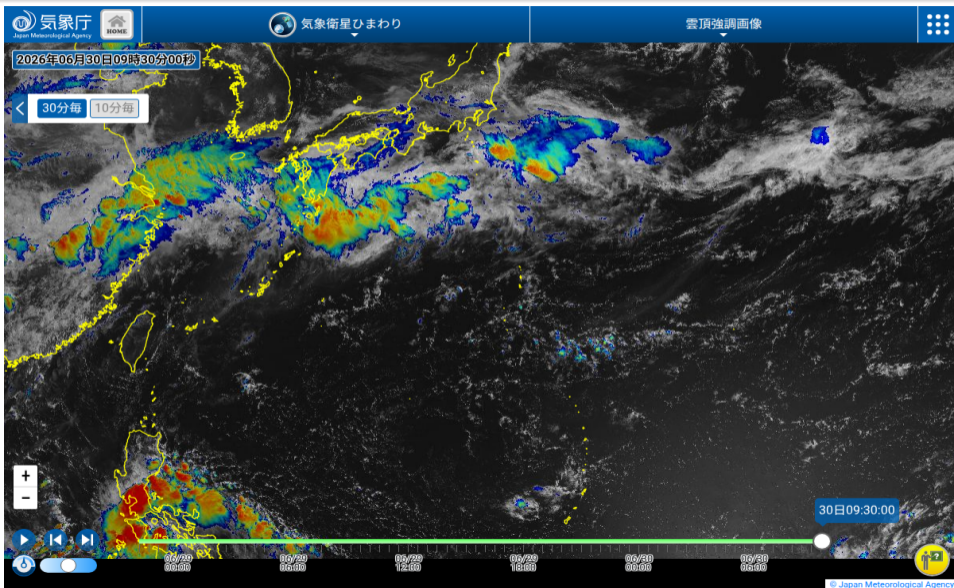 気象庁
Japan Meteorological Agency
HOME
気象衛星ひまわり
雲頂強調画像
2026年06月30日09時30分00秒
30分毎
10分毎
+
−
30日09:30:00
06/29
00:00
06/29
06:00
06/29
12:00
06/29
18:00
06/30
00:00
06/30
06:00
© Japan Meteorological Agency